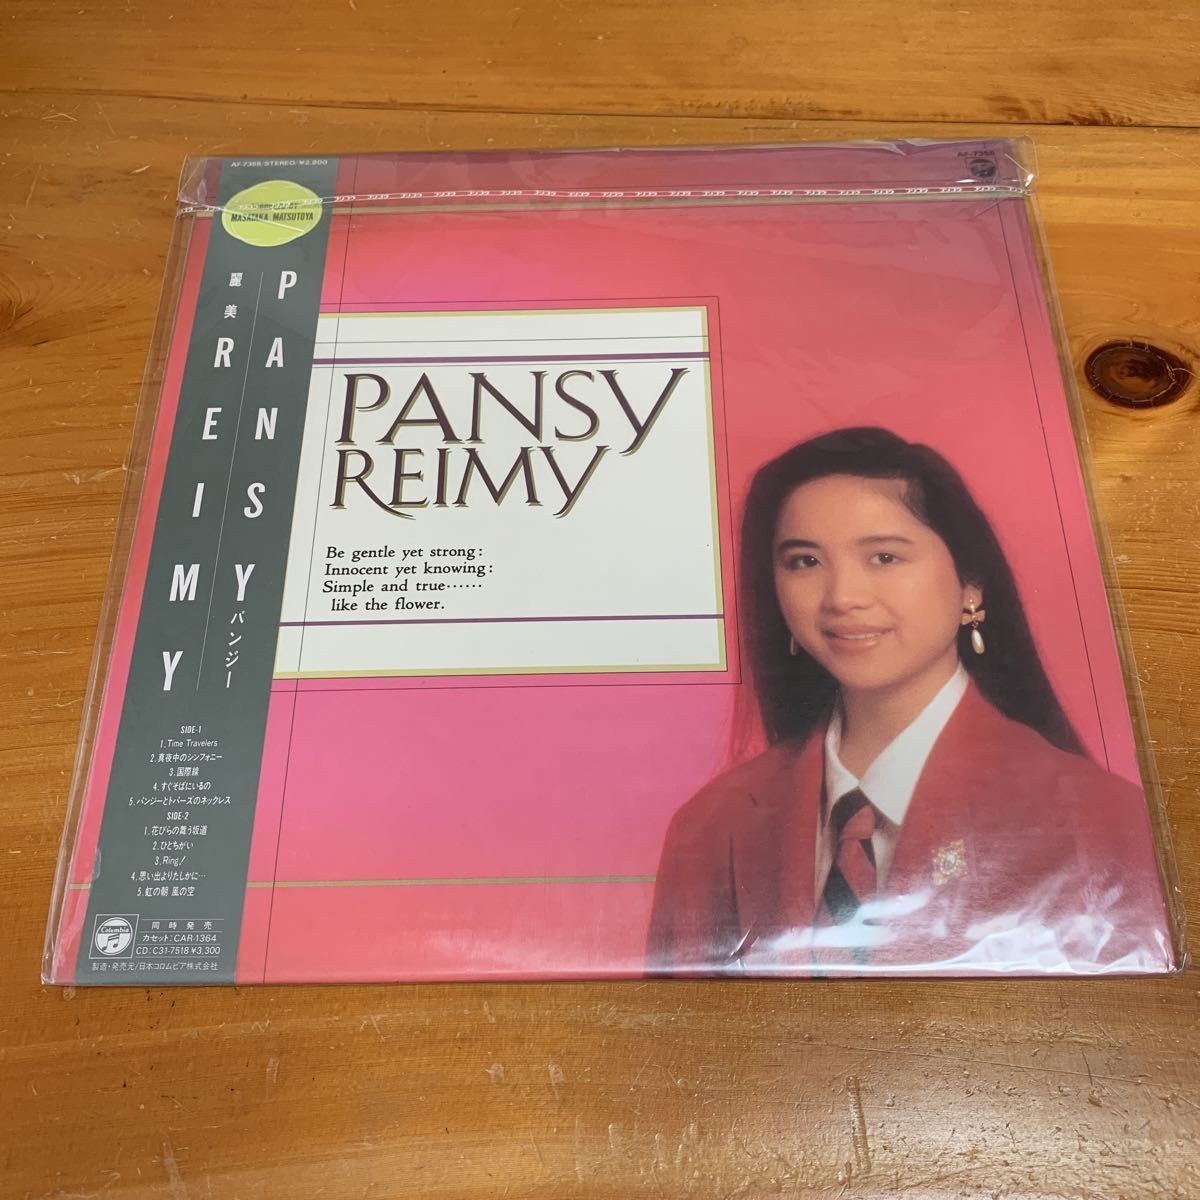 AF-7358/STEREO/¥2,800
MASATAKA MATSUTOYA
PANSY
パンジー
麗美
REIMY
SIDE-1
1. Time Travelers
2. 真夜中のシンフォニー
3. 国際線
4. すぐそばにいるの
5. パンジーとトパーズのネックレス
SIDE-2
1. 花びらの舞う坂道
2. ひとちがい
3. Ring!
4. 思い出よりたしかに…
5. 虹の朝 風の空
Columbia
同時発売
カセット:CAR-1364
CD:C31-7518 ¥3,300
製造・発売元/日本コロムビア株式会社
AF-7358
PANSY
REIMY
Be gentle yet strong:
Innocent yet knowing:
Simple and true……
like the flower.